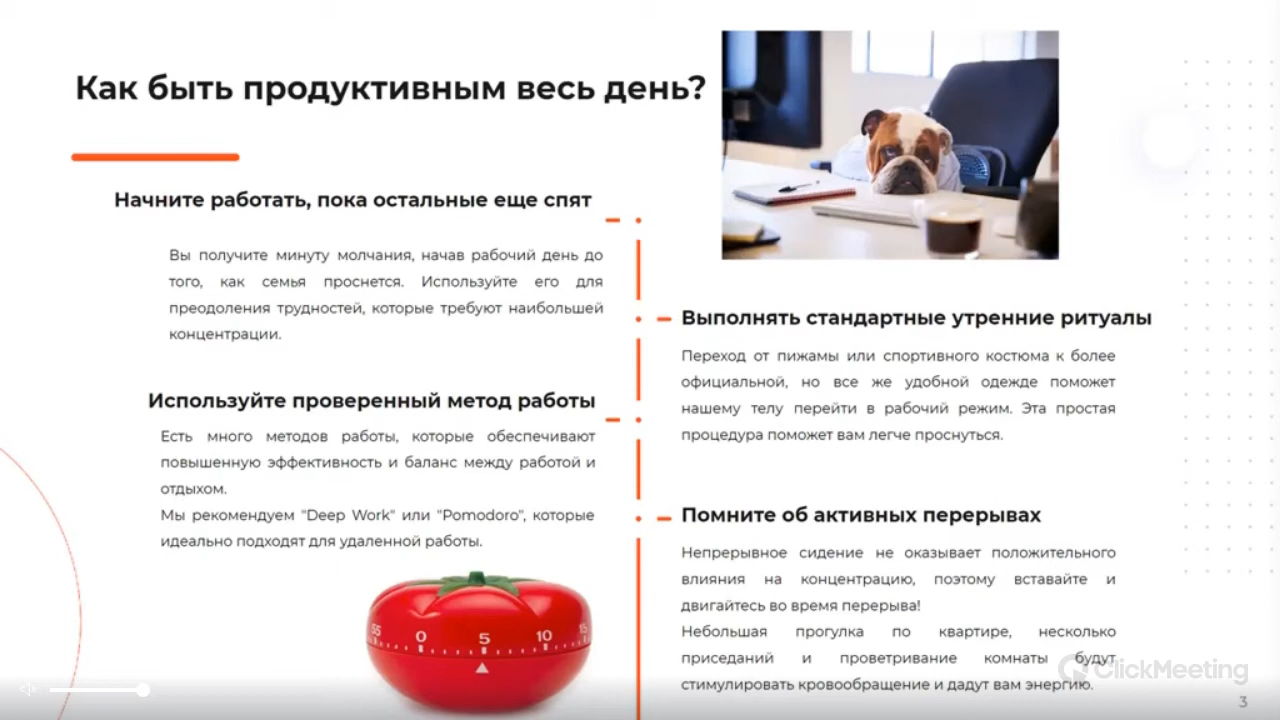 Как быть продуктивным весь день?
Начните работать, пока остальные еще спят
Вы получите минуту молчания, начав рабочий день до
того, как семья проснется. Используйте его для
преодоления трудностей, которые требуют наибольшей
концентрации.
Выполнять стандартные утренние ритуалы
Переход от пижамы или спортивного костюма к более
официальной, но все же удобной одежде поможет
нашему телу перейти в рабочий режим. Эта простая
процедура поможет вам легче проснуться.
Используйте проверенный метод работы
Есть много методов работы, которые обеспечивают
повышенную эффективность и баланс между работой и
отдыхом.
Мы рекомендуем "Deep Work" или "Pomodoro", которые
идеально подходят для удаленной работы.
Помните об активных перерывах
Непрерывное сидение не оказывает положительного
влияния на концентрацию, поэтому вставайте и
двигайтесь во время перерыва!
Небольшая прогулка по квартире, несколько
приседаний и проветривание комнаты будут
стимулировать кровообращение и дадут вам энергию.
55 0 5 10 15
ClickMeeting
3